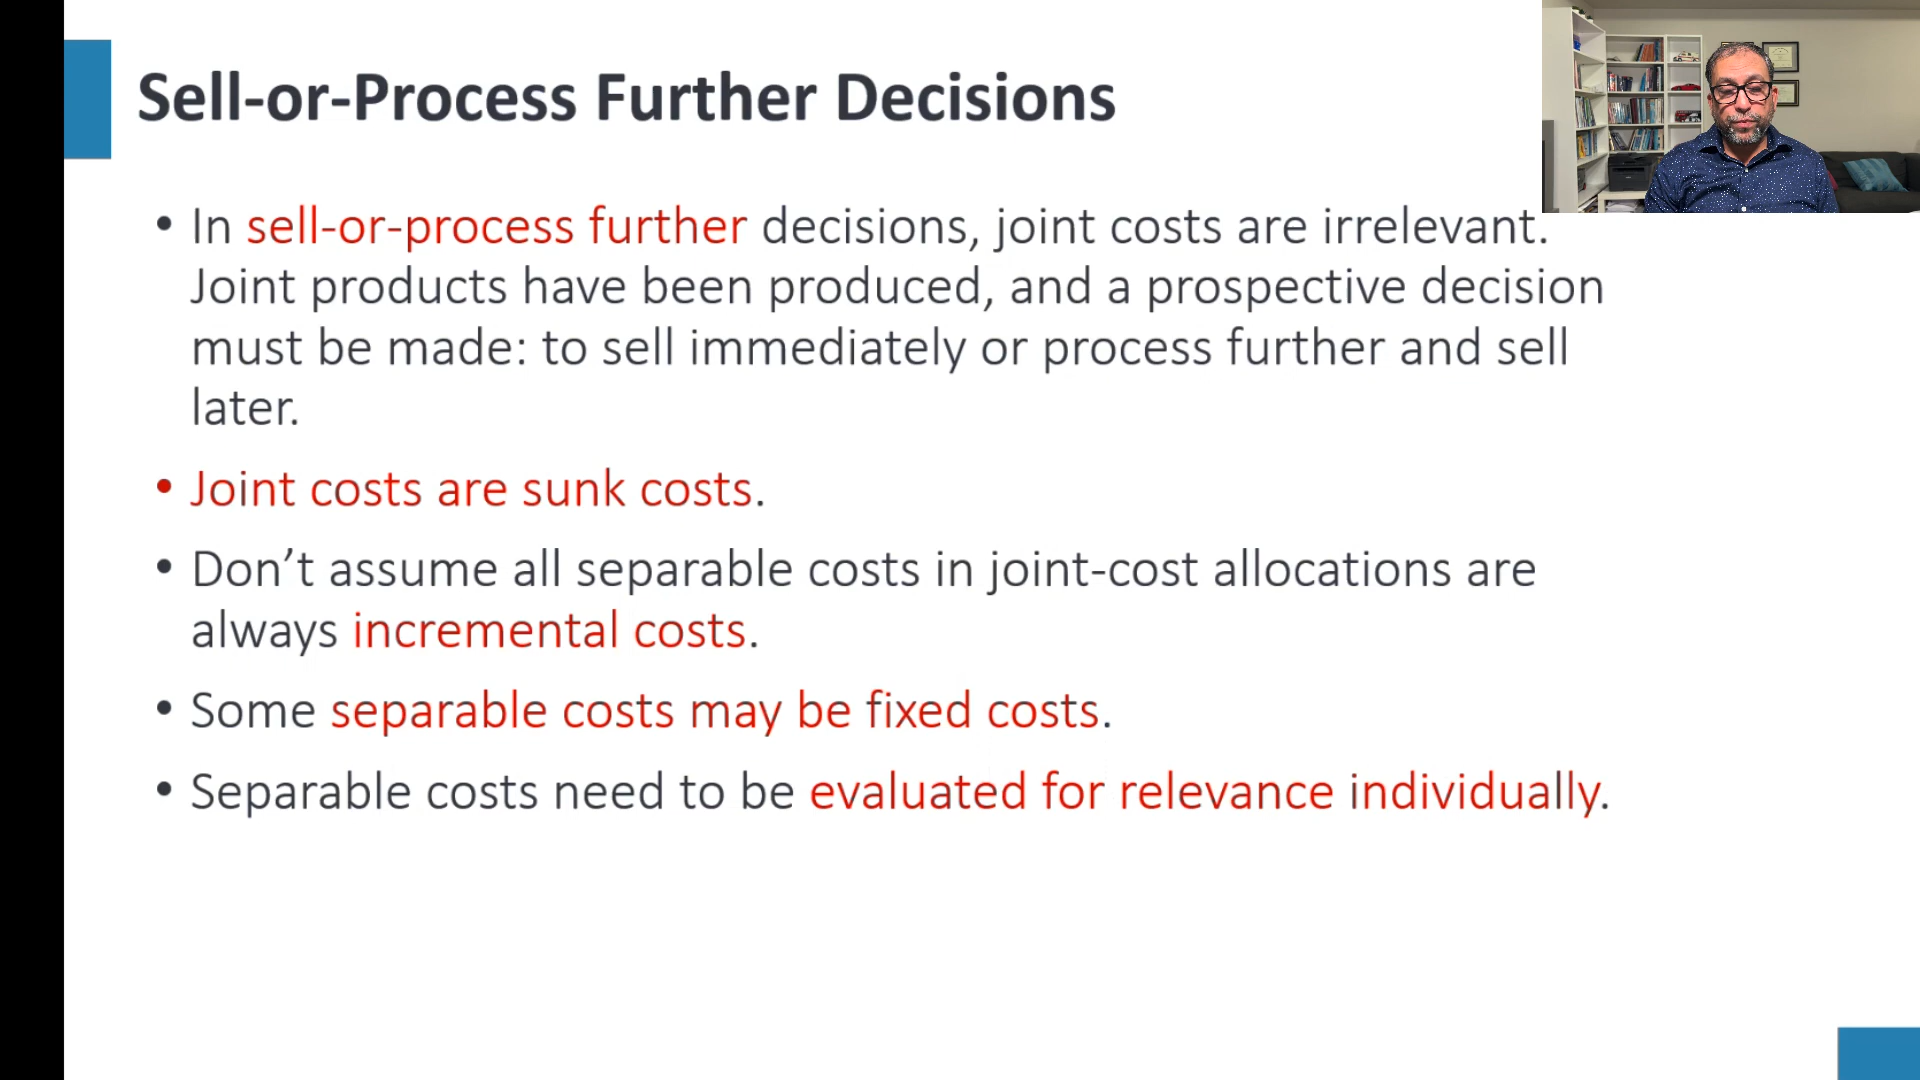 Sell-or-Process Further Decisions
• In sell-or-process further decisions, joint costs are irrelevant.
Joint products have been produced, and a prospective decision
must be made: to sell immediately or process further and sell
later.
• Joint costs are sunk costs.
• Don’t assume all separable costs in joint-cost allocations are
always incremental costs.
• Some separable costs may be fixed costs.
• Separable costs need to be evaluated for relevance individually.